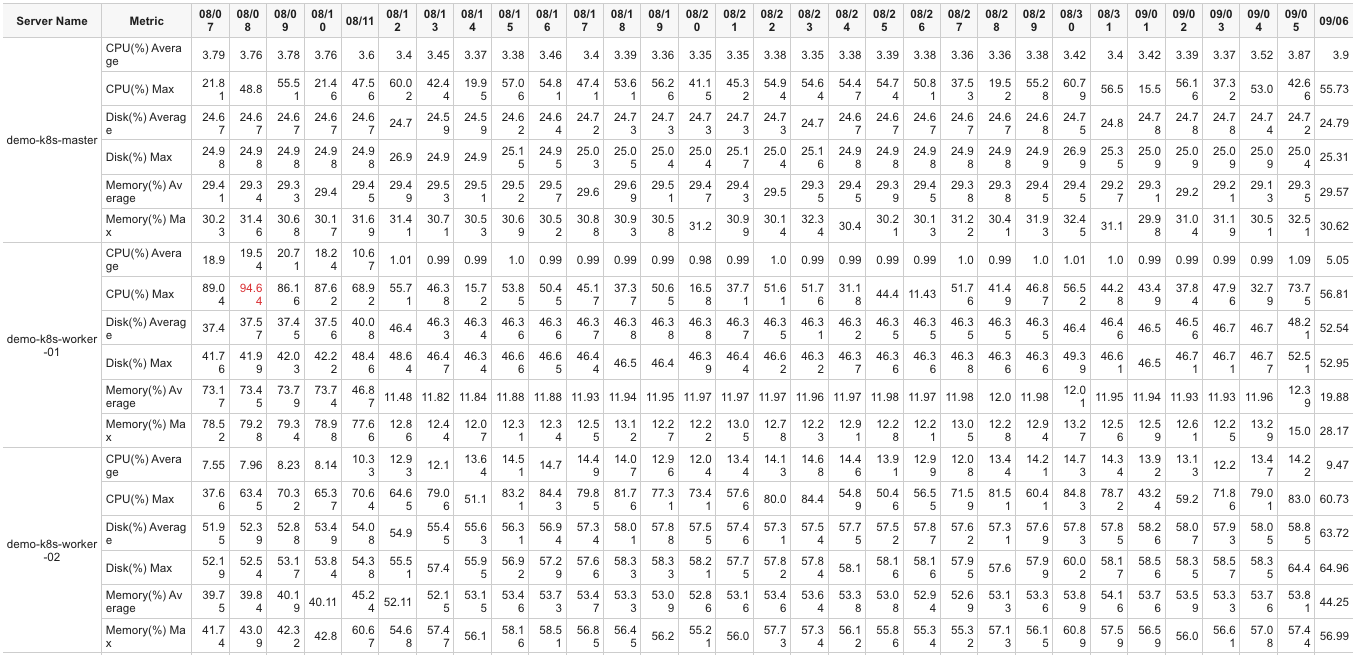 Server Name Metric 08/07 08/08 08/09 08/10 08/11 08/12 08/13 08/14 08/15 08/16 08/17 08/18 08/19 08/20 08/21 08/22 08/23 08/24 08/25 08/26 08/27 08/28 08/29 08/30 08/31 09/01 09/02 09/03 09/04 09/05 09/06
demo-k8s-master
CPU(%) Average 3.79 3.76 3.78 3.76 3.6 3.4 3.45 3.37 3.38 3.46 3.4 3.39 3.36 3.35 3.35 3.38 3.35 3.38 3.39 3.38 3.36 3.36 3.38 3.42 3.4 3.42 3.39 3.37 3.52 3.87 3.9
CPU(%) Max 21.81 48.8 55.51 21.46 47.56 60.02 42.44 19.95 57.06 54.81 47.41 53.61 56.26 41.15 45.32 54.94 54.64 54.47 54.74 50.81 37.53 19.52 55.28 60.79 56.5 15.5 56.16 37.32 53.0 42.66 55.73
Disk(%) Average 24.67 24.67 24.67 24.67 24.67 24.7 24.59 24.59 24.62 24.64 24.72 24.73 24.73 24.73 24.73 24.73 24.7 24.67 24.67 24.67 24.67 24.68 24.68 24.75 24.8 24.78 24.78 24.78 24.74 24.72 24.79
Disk(%) Max 24.98 24.98 24.98 24.98 24.98 26.9 24.9 24.9 25.15 24.95 25.03 25.05 25.04 25.04 25.17 25.04 25.16 24.98 24.98 24.98 24.98 24.98 24.99 26.99 25.35 25.09 25.09 25.09 25.09 25.04 25.31
Memory(%) Average 29.41 29.34 29.33 29.4 29.45 29.49 29.53 29.51 29.52 29.57 29.6 29.69 29.51 29.47 29.43 29.5 29.35 29.45 29.39 29.45 29.38 29.38 29.45 29.45 29.27 29.31 29.2 29.21 29.13 29.35 29.57
Memory(%) Max 30.23 31.46 30.68 30.17 31.69 31.41 30.71 30.53 30.69 30.52 30.88 30.93 30.58 31.2 30.99 30.14 32.34 30.4 30.21 30.13 31.22 30.41 31.93 32.45 31.1 29.98 31.04 31.19 30.51 32.51 30.62
demo-k8s-worker-01
CPU(%) Average 18.9 19.54 20.71 18.24 10.67 1.01 0.99 0.99 1.0 0.99 0.99 0.99 0.99 0.98 0.99 1.0 0.99 0.99 0.99 0.99 0.99 1.0 1.0 1.01 1.0 0.99 0.99 0.99 0.99 1.09 5.05
CPU(%) Max 89.04 94.64 86.16 87.62 68.92 55.71 46.38 15.72 53.85 50.45 45.17 37.37 50.65 16.58 37.71 51.61 51.76 31.18 44.4 11.43 51.76 41.49 46.87 56.52 44.28 43.49 37.84 47.96 32.79 73.75 56.81
Disk(%) Average 37.4 37.57 37.45 37.56 40.08 46.4 46.33 46.34 46.36 46.36 46.37 46.38 46.38 46.38 46.37 46.36 46.31 46.32 46.35 46.36 46.35 46.35 46.35 46.4 46.46 46.5 46.56 46.7 46.7 48.21 52.54
Disk(%) Max 41.76 41.99 42.03 42.22 48.46 48.64 46.47 46.34 46.66 46.65 46.44 46.5 46.4 46.39 46.44 46.62 46.32 46.37 46.36 46.36 46.38 46.36 46.38 49.39 46.61 46.5 46.71 46.71 46.77 52.51 52.95
Memory(%) Average 73.17 73.45 73.79 73.74 46.87 11.48 11.82 11.84 11.88 11.88 11.93 11.94 11.95 11.97 11.97 11.97 11.96 11.97 11.98 11.97 11.98 12.0 11.98 12.01 11.95 11.94 11.93 11.93 11.96 12.39 19.88
Memory(%) Max 78.52 79.28 79.34 78.98 77.66 12.86 12.44 12.07 12.31 12.34 12.55 13.12 12.27 12.22 13.05 12.78 12.23 12.91 12.28 12.21 13.05 12.28 12.94 13.27 12.56 12.59 12.61 12.25 13.29 15.0 28.17
demo-k8s-worker-02
CPU(%) Average 7.55 7.96 8.23 8.14 10.33 12.93 12.1 13.64 14.51 14.7 14.49 14.07 12.96 12.04 13.44 14.13 14.68 14.46 13.91 12.99 12.08 13.44 14.21 14.73 14.34 13.92 13.13 12.2 13.47 14.22 9.47
CPU(%) Max 37.66 63.45 70.32 65.37 70.64 64.65 79.06 51.1 83.21 84.43 79.85 81.76 77.31 73.41 57.66 80.0 84.4 54.89 50.46 56.55 71.59 81.51 60.41 84.83 78.72 43.24 59.2 71.86 79.01 83.0 60.73
Disk(%) Average 51.95 52.39 52.88 53.49 54.08 54.9 55.45 55.63 56.31 56.94 57.34 58.01 57.88 57.55 57.46 57.31 57.54 57.75 57.55 57.87 57.62 57.31 57.69 57.83 57.85 58.26 58.07 57.93 58.05 58.85 63.72
Disk(%) Max 52.19 52.54 53.17 53.84 54.38 55.51 57.4 55.95 56.92 57.29 57.66 58.33 58.33 58.21 57.75 57.82 57.84 58.1 58.16 58.16 57.95 57.6 57.99 60.02 58.17 58.56 58.35 58.57 58.35 64.4 64.96
Memory(%) Average 39.75 39.84 40.19 40.11 45.24 52.11 52.15 53.15 53.46 53.73 53.47 53.33 53.09 52.86 53.16 53.46 53.64 53.38 53.08 52.94 52.69 53.13 53.36 53.89 54.16 53.76 53.59 53.33 53.76 53.81 44.25
Memory(%) Max 41.74 43.09 42.32 42.8 60.67 54.68 57.47 56.1 58.16 58.51 56.85 56.45 56.2 55.21 56.0 57.73 57.34 56.12 55.86 55.34 55.32 57.13 56.15 60.89 57.59 56.59 56.0 56.61 57.08 57.44 56.99